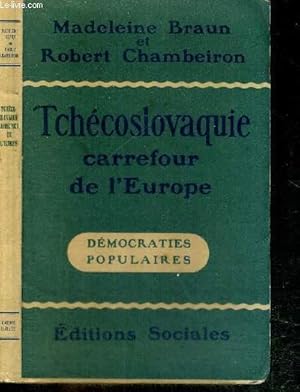 Madeleine Braun
et
Robert Chambeiron
Tchécoslovaquie
carrefour
de l'Europe
DÉMOCRATIES
POPULAIRES
Éditions Sociales